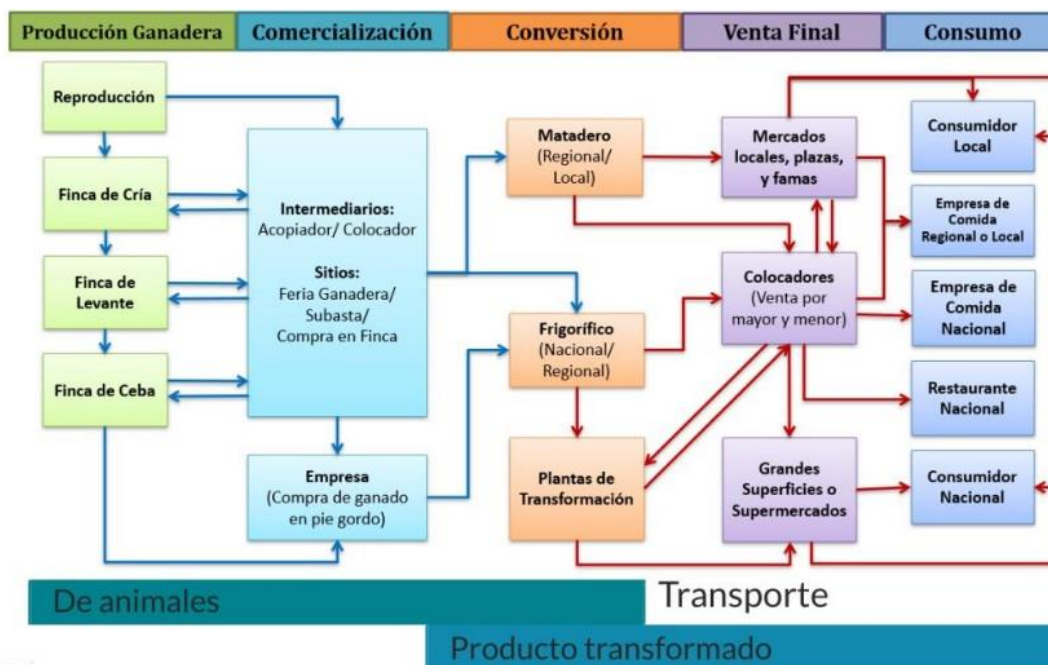 Producción Ganadera
Comercialización
Conversión
Venta Final
Consumo
Reproducción
Finca de Cría
Finca de
Levante
Finca de Ceba
Intermediarios:
Acopiador/ Colocador
Sitios:
Feria Ganadera/
Subasta/
Compra en Finca
Empresa
(Compra de ganado
en pie gordo)
Matadero
(Regional/
Local)
Frigorífico
(Nacional/
Regional)
Plantas de
Transformación
Mercados
locales, plazas,
y famas
Colocadores
(Venta por
mayor y menor)
Grandes
Superficies o
Supermercados
Consumidor
Local
Empresa de
Comida
Regional o Local
Empresa de
Comida
Nacional
Restaurante
Nacional
Consumidor
Nacional
De animales
Transporte
Producto transformado